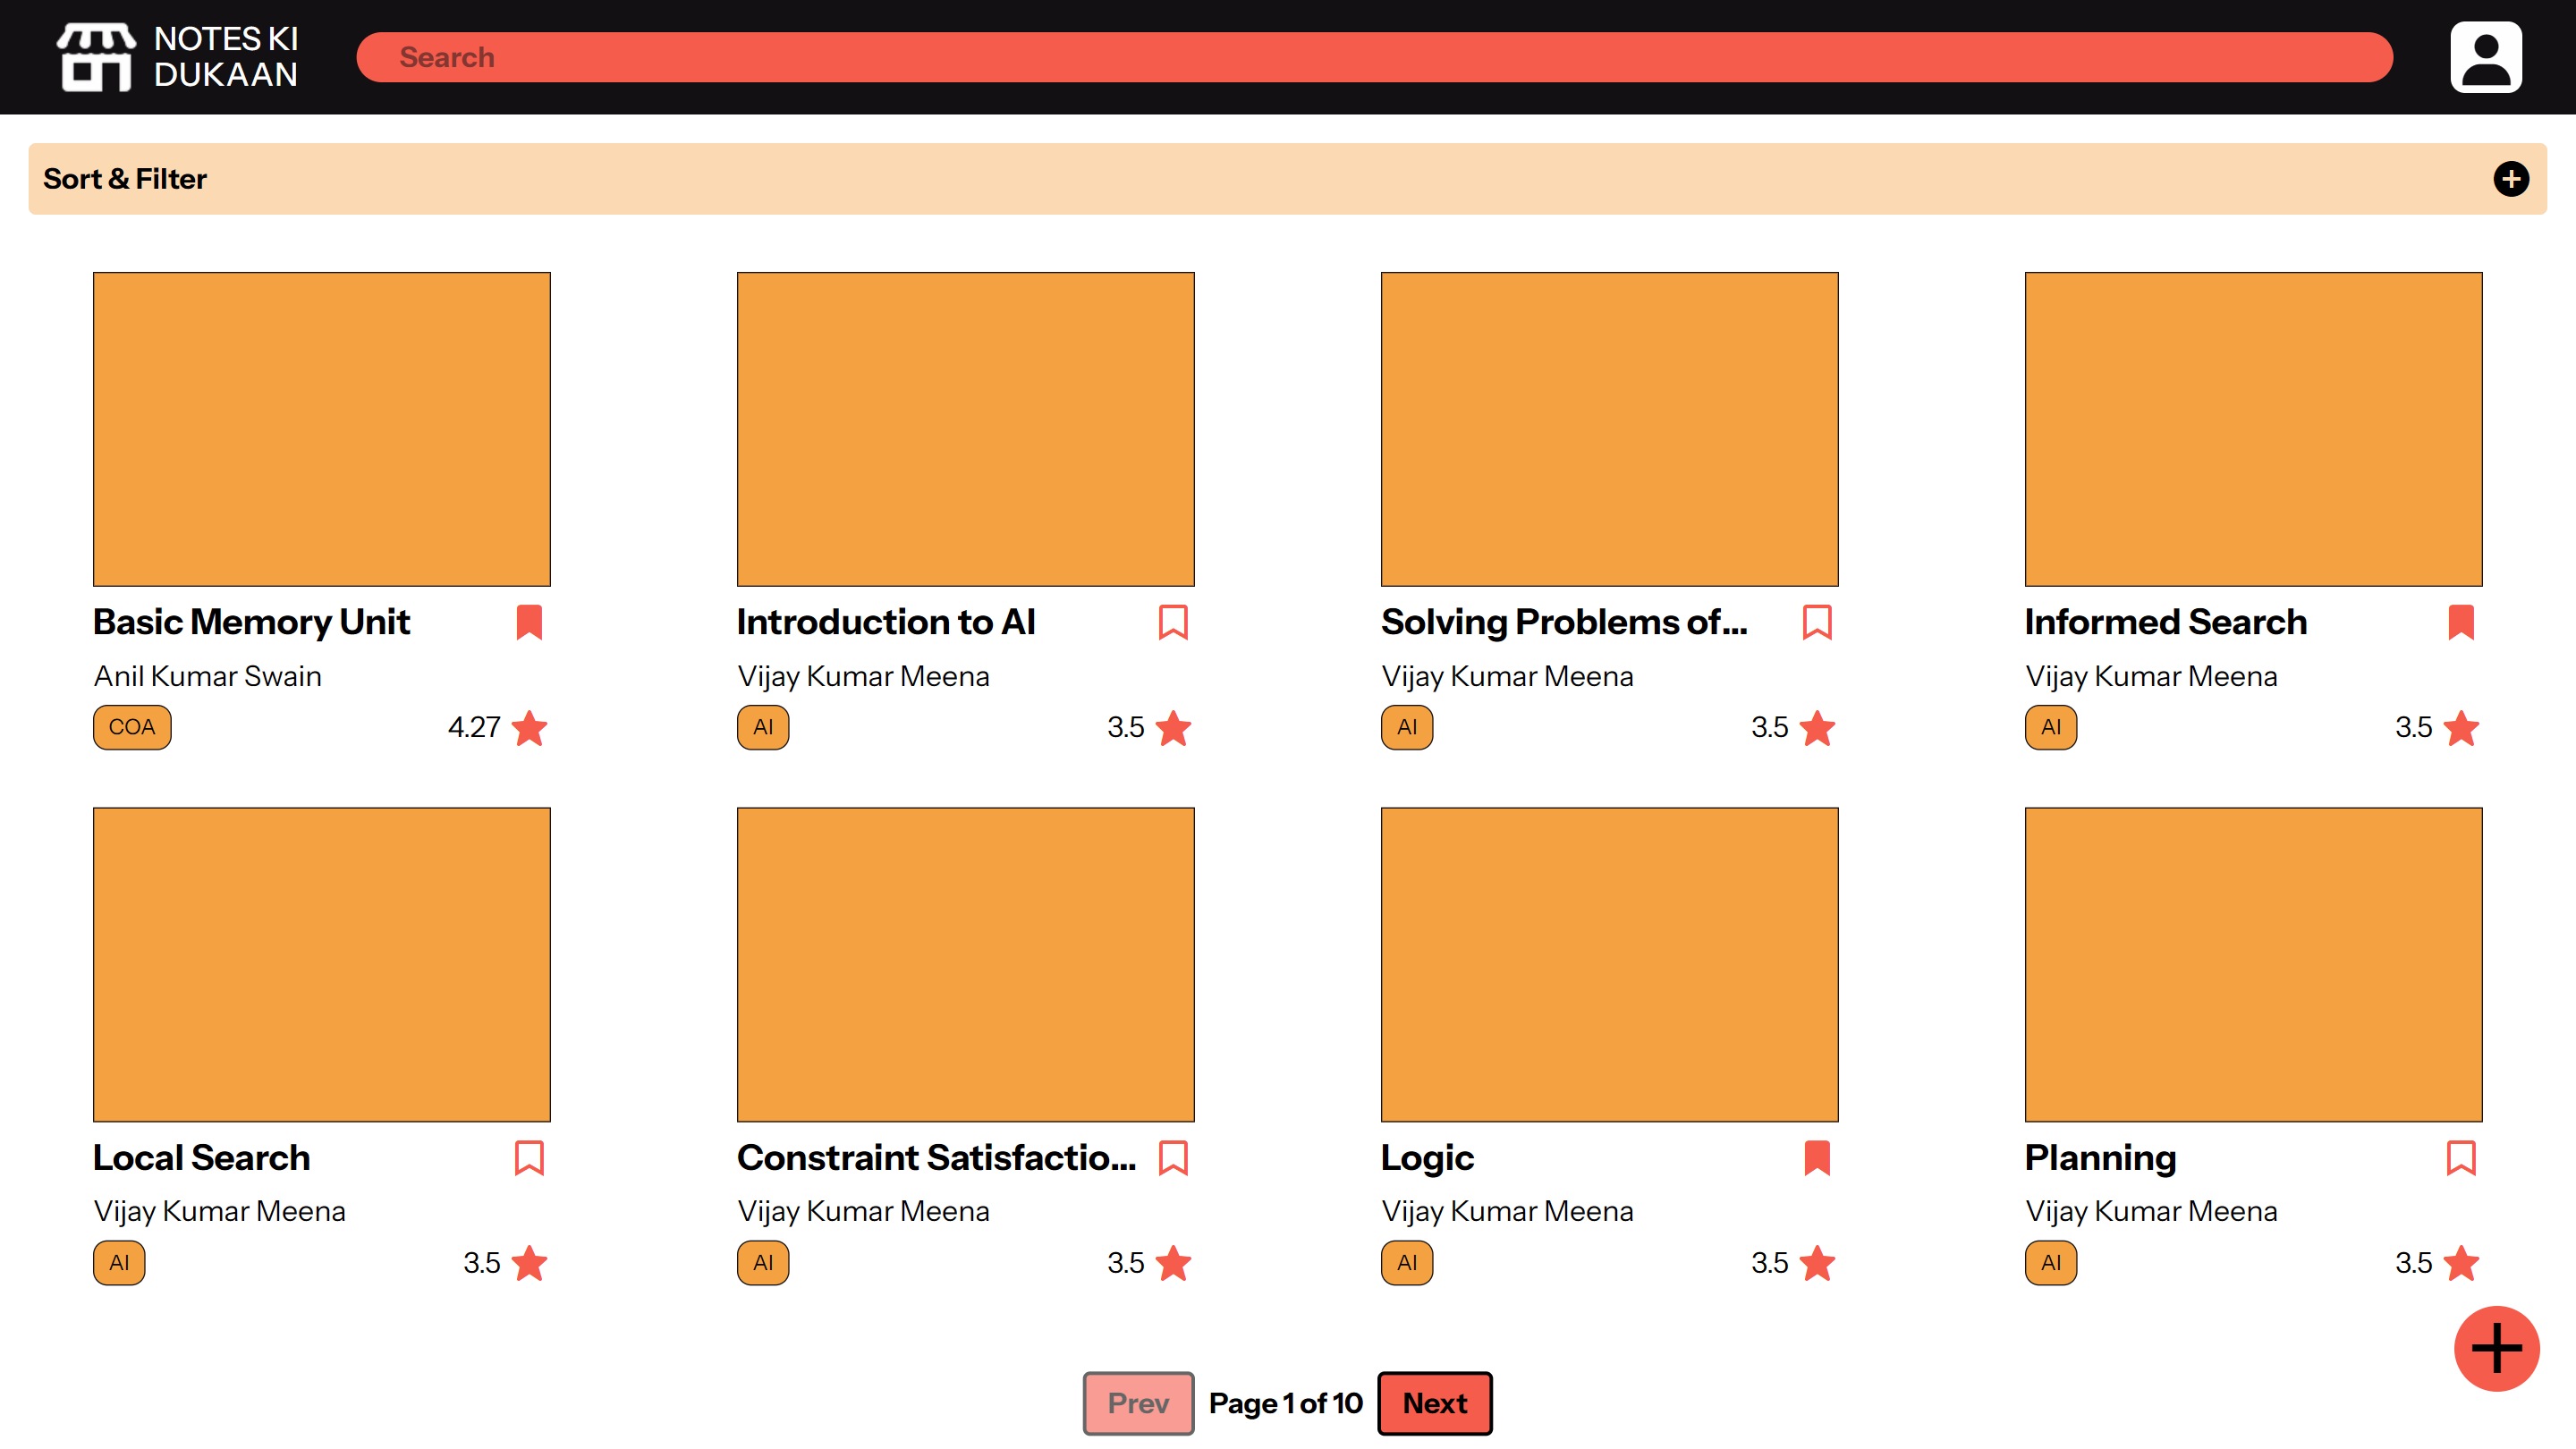 NOTES KI
DUKAAN
Search
Sort & Filter
Basic Memory Unit
Anil Kumar Swain
COA
4.27
Introduction to AI
Vijay Kumar Meena
AI
3.5
Solving Problems of...
Vijay Kumar Meena
AI
3.5
Informed Search
Vijay Kumar Meena
AI
3.5
Local Search
Vijay Kumar Meena
AI
3.5
Constraint Satisfactio...
Vijay Kumar Meena
AI
3.5
Logic
Vijay Kumar Meena
AI
3.5
Planning
Vijay Kumar Meena
AI
3.5
Prev
Page 1 of 10
Next